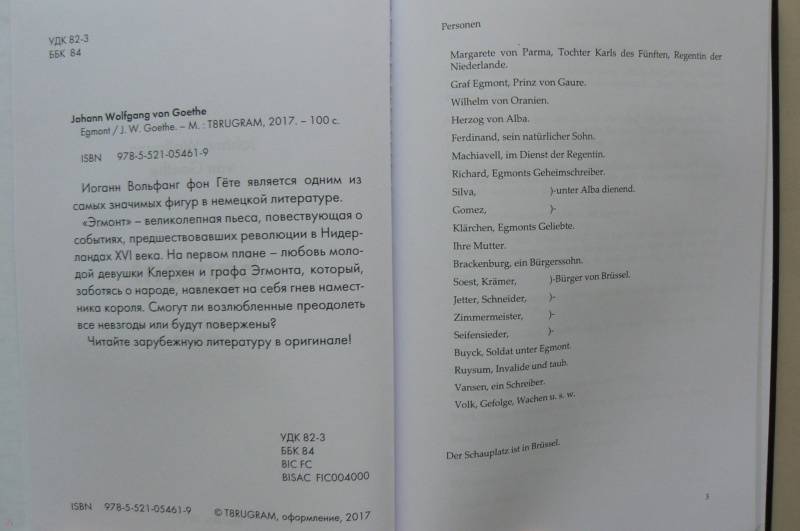 УДК 82-3
ББК 84
Johann Wolfgang von Goethe
Egmont / J. W. Goethe. – М. : T8RUGRAM, 2017. – 100 с.
ISBN 978-5-521-05461-9
Иоганн Вольфанг фон Гёте является одним из
самых значимых фигур в немецкой литературе.
«Эгмонт» – великолепная пьеса, повествующая о
событиях, предшествовавших революции в Нидер-
ландах XVI века. На первом плане – любовь моло-
дой девушки Клерхен и графа Эгмонта, который,
заботясь о народе, навлекает на себя гнев намест-
ника короля. Смогут ли возлюбленные преодолеть
все невзгоды или будут повержены?
Читайте зарубежную литературу в оригинале!
УДК 82-3
ББК 84
BIC FC
BISAC FIC004000
ISBN 978-5-521-05461-9
© T8RUGRAM, оформление, 2017
Personen
Margarete von Parma, Tochter Karls des Fünften, Regentin der
Niederlande.
Graf Egmont, Prinz von Gaure.
Wilhelm von Oranien.
Herzog von Alba.
Ferdinand, sein natürlicher Sohn.
Machiavell, im Dienst der Regentin.
Richard, Egmonts Geheimschreiber.
Silva, )-unter Alba dienend.
Gomez, )-
Klärchen, Egmonts Geliebte.
Ihre Mutter.
Brackenburg, ein Bürgerssohn.
Soest, Krämer, )-Bürger von Brüssel.
Jetter, Schneider, )-
Zimmermeister, )-
Seifensieder, )-
Buyck, Soldat unter Egmont.
Ruysum, Invalide und taub.
Vansen, ein Schreiber.
Volk, Gefolge, Wachen u. s. w.
Der Schauplatz ist in Brüssel.
3